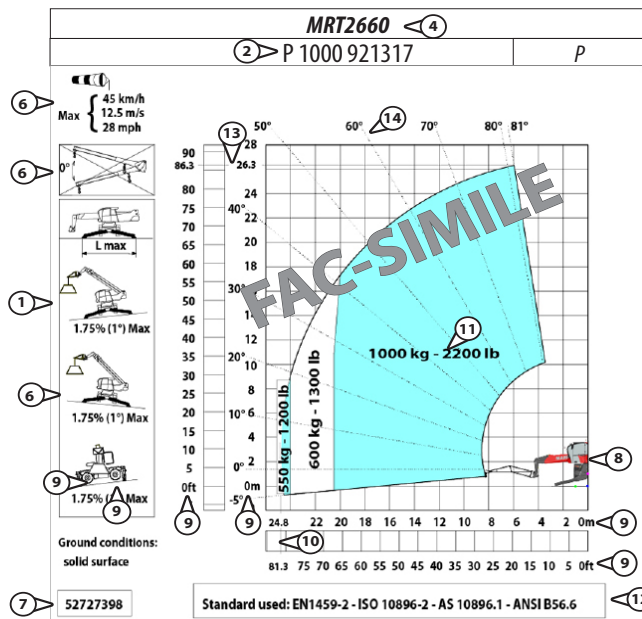 MRT2660
4
2
P 1000 921317
P
6
Max
45 km/h
12.5 m/s
28 mph
13
14
50°
60°
70°
80°
81°
90
86.3
80
75
70
65
60
55
50
45
40
35
30
25
20
15
10
5
0ft
28
26.3
24
22
20
18
16
14
12
10
8
6
4
2
0m
40°
30°
20°
10°
0°
-5°
6
0°
L max
1
1.75% (1°) Max
6
1.75% (1°) Max
9
9
1.75% Max
FAC-SIMILE
11
1000 kg - 2200 lb
600 kg - 1300 lb
550 kg - 1200 lb
8
9
9
24.8 22 20 18 16 14 12 10 8 6 4 2 0m
9
10
81.3 75 70 65 60 55 50 45 40 35 30 25 20 15 10 5 0ft
9
Ground conditions:
solid surface
7
52727398
Standard used: EN1459-2 - ISO 10896-2 - AS 10896.1 - ANSI B56.6